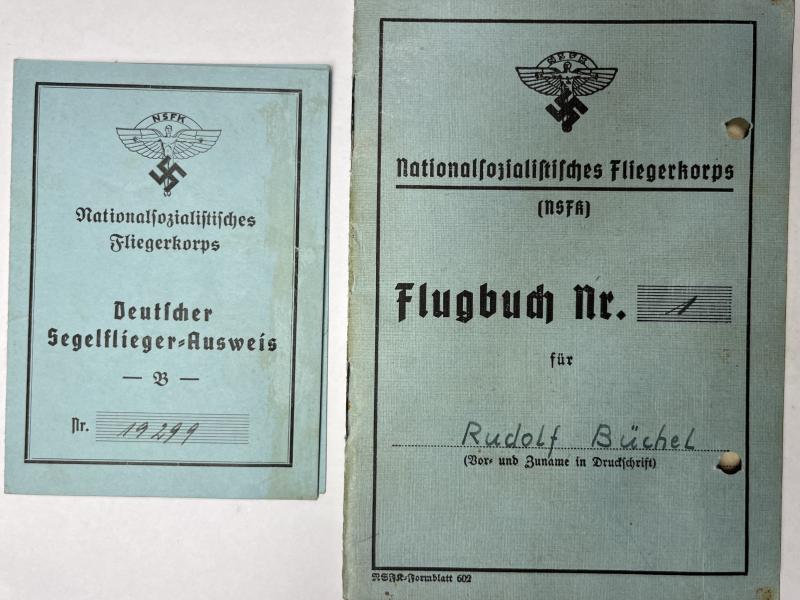 NSFK
Nationalsozialistisches
Fliegerkorps
Deutscher
Segelflieger-Ausweis
— B —
Nr. 19299
NSFK
Nationalsozialistisches Fliegerkorps
(NSFK)
Flugbuch Nr. 1
für
Rudolf Büchel
(Vor- und Zuname in Druckschrift)
NSFK-Formblatt 602